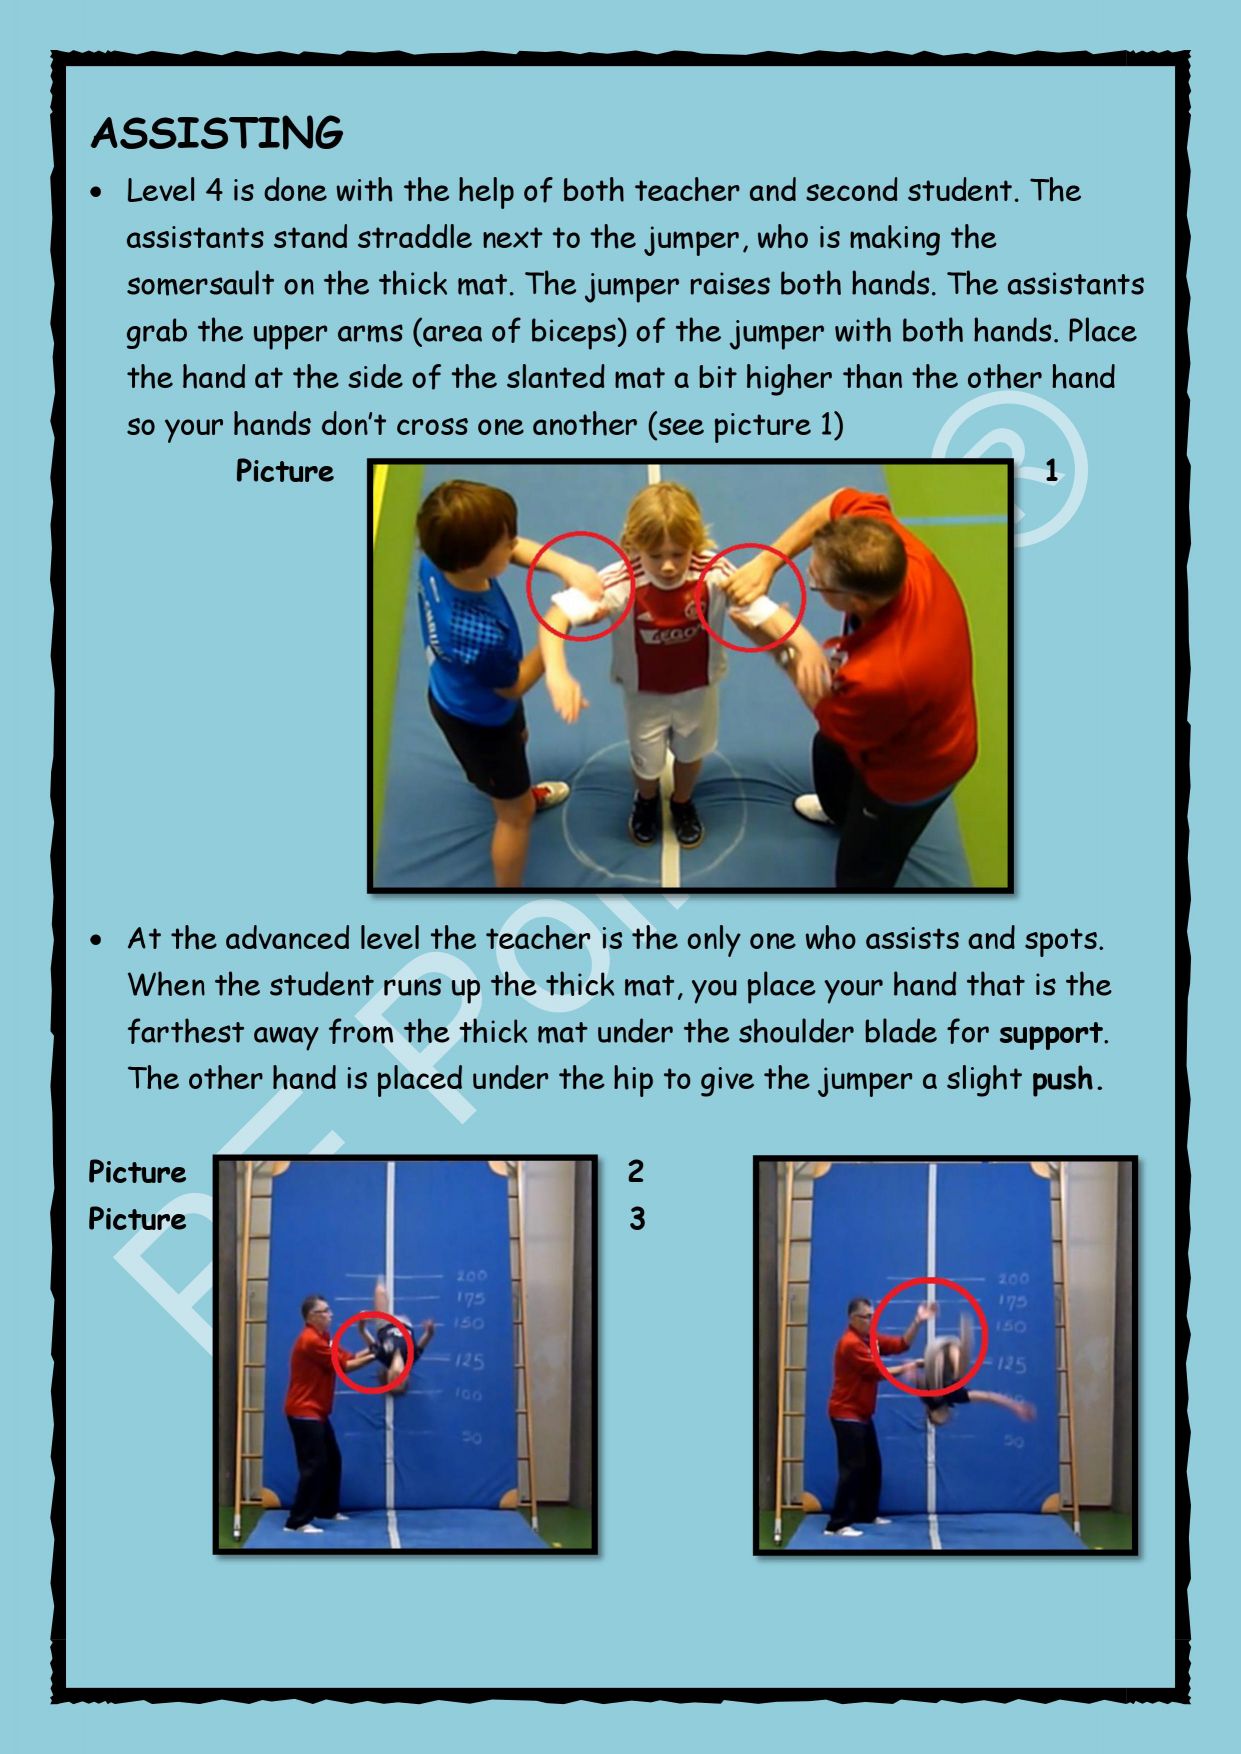 ASSISTING
• Level 4 is done with the help of both teacher and second student. The
assistants stand straddle next to the jumper, who is making the
somersault on the thick mat. The jumper raises both hands. The assistants
grab the upper arms (area of biceps) of the jumper with both hands. Place
the hand at the side of the slanted mat a bit higher than the other hand
so your hands don’t cross one another (see picture 1)
Picture 1
• At the advanced level the teacher is the only one who assists and spots.
When the student runs up the thick mat, you place your hand that is the
farthest away from the thick mat under the shoulder blade for support.
The other hand is placed under the hip to give the jumper a slight push.
Picture 2
Picture 3
200
175
150
125
100
50
200
175
150
125
50